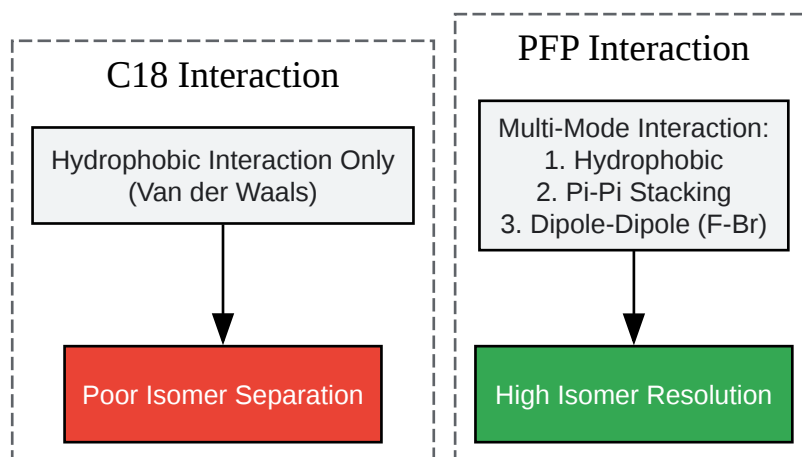 C18 Interaction
Hydrophobic Interaction Only
(Van der Waals)
Poor Isomer Separation
PFP Interaction
Multi-Mode Interaction:
1. Hydrophobic
2. Pi-Pi Stacking
3. Dipole-Dipole (F-Br)
High Isomer Resolution